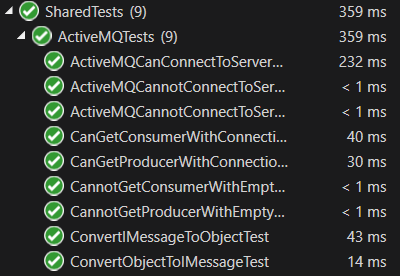 SharedTests (9) 359 ms
ActiveMQTests (9) 359 ms
ActiveMQCanConnectToServer... 232 ms
ActiveMQCannotConnectToSer... < 1 ms
ActiveMQCannotConnectToSer... < 1 ms
CanGetConsumerWithConnecti... 40 ms
CanGetProducerWithConnectio... 30 ms
CannotGetConsumerWithEmpt... < 1 ms
CannotGetProducerWithEmpty... < 1 ms
ConvertIMessageToObjectTest 43 ms
ConvertObjectToIMessageTest 14 ms